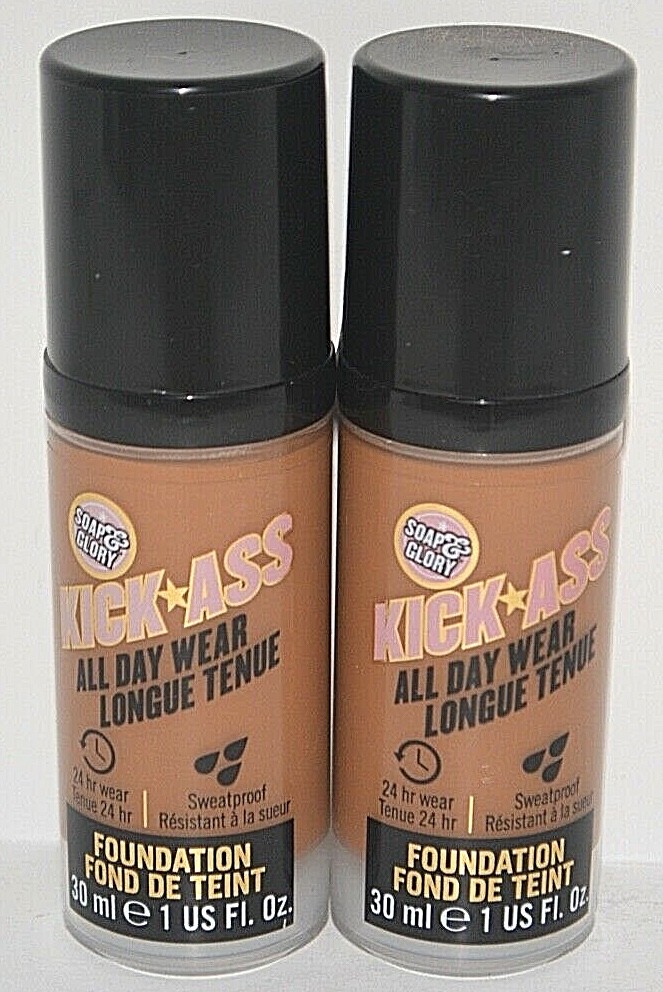 SOAP&
GLORY
KICK★ASS
ALL DAY WEAR
LONGUE TENUE
24 hr wear
Tenue 24 hr
Sweatproof
Résistant à la sueur
FOUNDATION
FOND DE TEINT
30 ml e 1 US Fl. Oz.
SOAP&
GLORY
KICK★ASS
ALL DAY WEAR
LONGUE TENUE
24 hr wear
Tenue 24 hr
Sweatproof
Résistant à la sueur
FOUNDATION
FOND DE TEINT
30 ml e 1 US Fl. Oz.